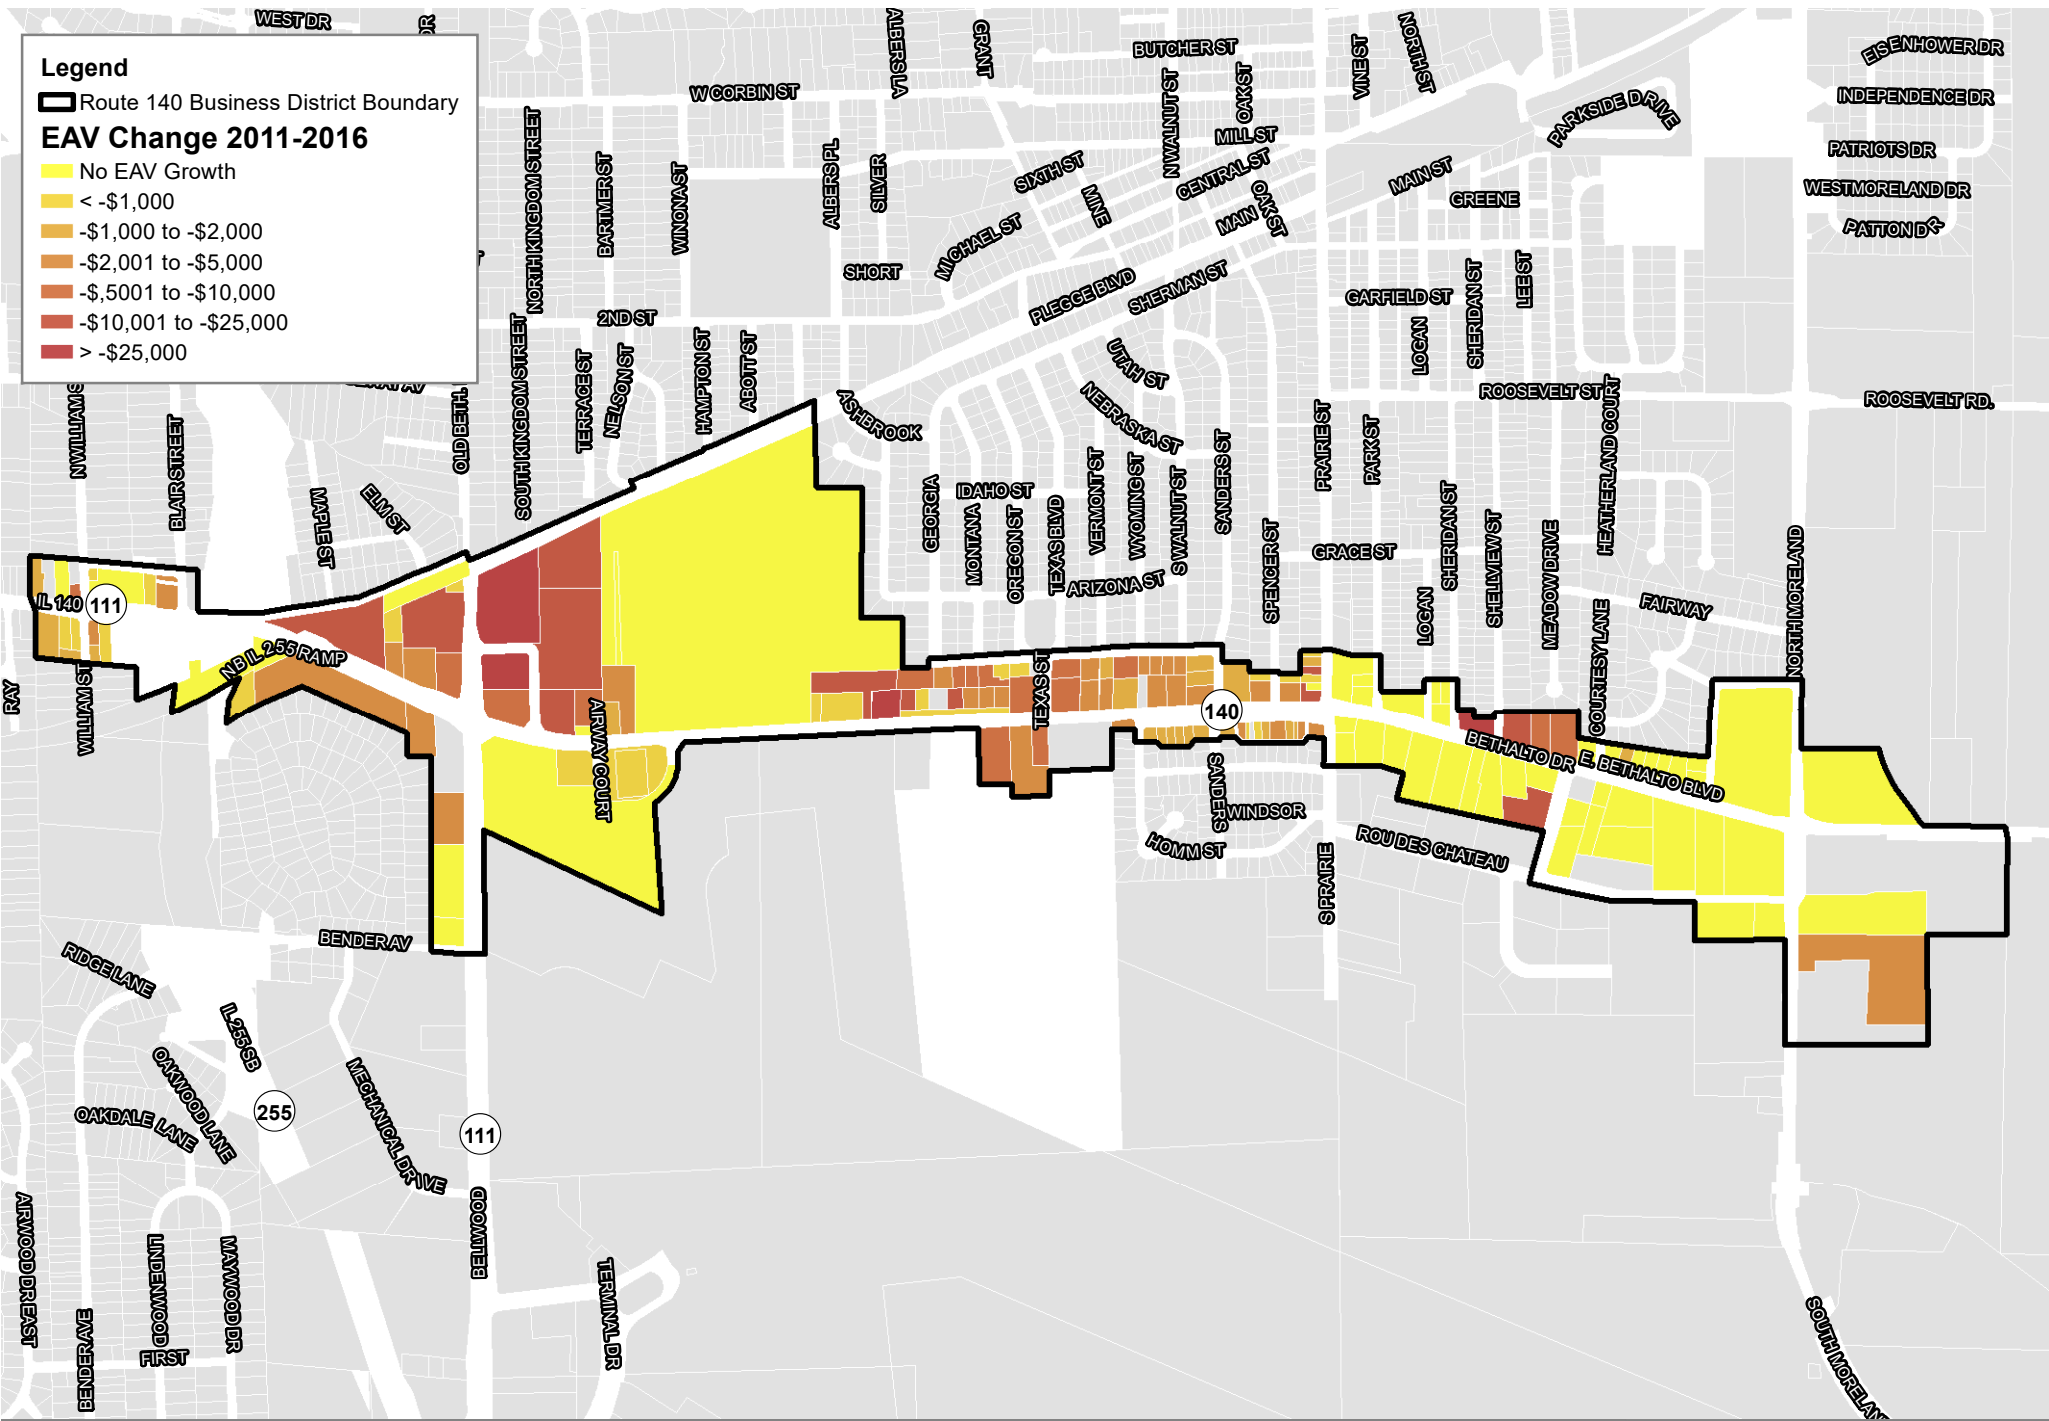 WEST DR
DR
ALBERS LA
GRANT
BUTCHER ST
N WALNUT ST
OAK ST
VINE ST
NORTH ST
EISENHOWER DR
Legend
Route 140 Business District Boundary
EAV Change 2011-2016
No EAV Growth
< -$1,000
-$1,000 to -$2,000
-$2,001 to -$5,000
-$,5001 to -$10,000
-$10,001 to -$25,000
> -$25,000
W CORBIN ST
INDEPENDENCE DR
PARKSIDE DRIVE
MILL ST
PATRIOTS DR
NORTH KINGDOM STREET
BARTMER ST
WINONA ST
ALBERS PL
SILVER
SIXTH ST
MINE
CENTRAL ST
MAIN ST
WESTMORELAND DR
GREENE
MICHAEL ST
MAIN
OAK ST
PATTON DR
SHORT
PLEGGE BLVD
SHERMAN ST
GARFIELD ST
LOGAN
SHERIDAN ST
LEE ST
2ND ST
SOUTH KINGDOM STREET
TERRACE ST
NELSON ST
HAMPTON ST
ABOTT ST
UTAH ST
NEBRASKA ST
ROOSEVELT ST
ROOSEVELT RD.
N WILLIAM S
BLAIR STREET
OLD BETH.
ASHBROOK
PRAIRIE ST
PARK ST
HEATHERLAND COURT
MAPLE ST
ELM ST
GEORGIA
IDAHO ST
MONTANA
OREGON ST
TEXAS BLVD
VERMONT ST
WYOMING ST
S WALNUT ST
SANDERS ST
SPENCER ST
GRACE ST
SHERIDAN ST
SHELLVIEW ST
MEADOW DRIVE
NORTH MORELAND
ARIZONA ST
IL 140
111
LOGAN
COURTESY LANE
FAIRWAY
N B IL 255 RAMP
RAY
WILLIAM ST
AIRWAY COURT
TEXAS ST
140
BETHALTO DR
E. BETHALTO BLVD
SANDERS
WINDSOR
HOMM ST
ROU DES CHATEAU
S PRAIRIE
BENDER AV
RIDGE LANE
IL 255 SB
OAKWOOD LANE
OAKDALE LANE
255
MECHANICAL DRIVE
111
BELTWOOD
AIRWOOD DR EAST
BENDER AVE
LINDENWOOD
MAYWOOD DR
FIRST
TERMINAL DR
SOUTH MORELAN